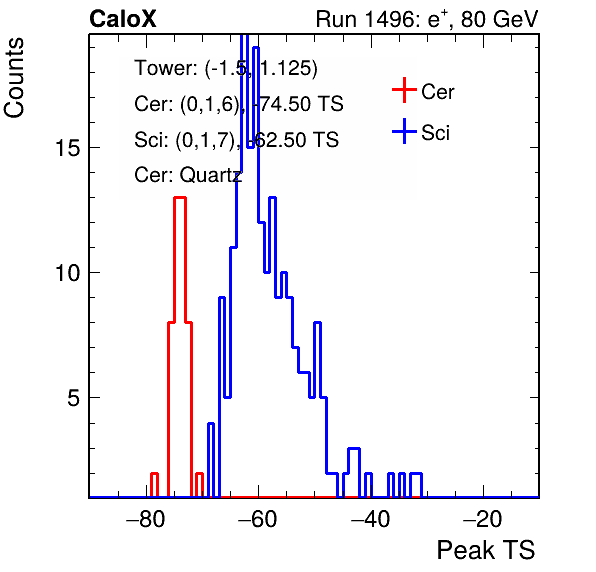 CaloX Run 1496: e⁺, 80 GeV
Counts
Tower: (-1.5, 1.125)
Cer: (0,1,6), -74.50 TS
Sci: (0,1,7), -62.50 TS
Cer: Quartz
Cer
Sci
15
10
5
−80 −60 −40 −20
Peak TS